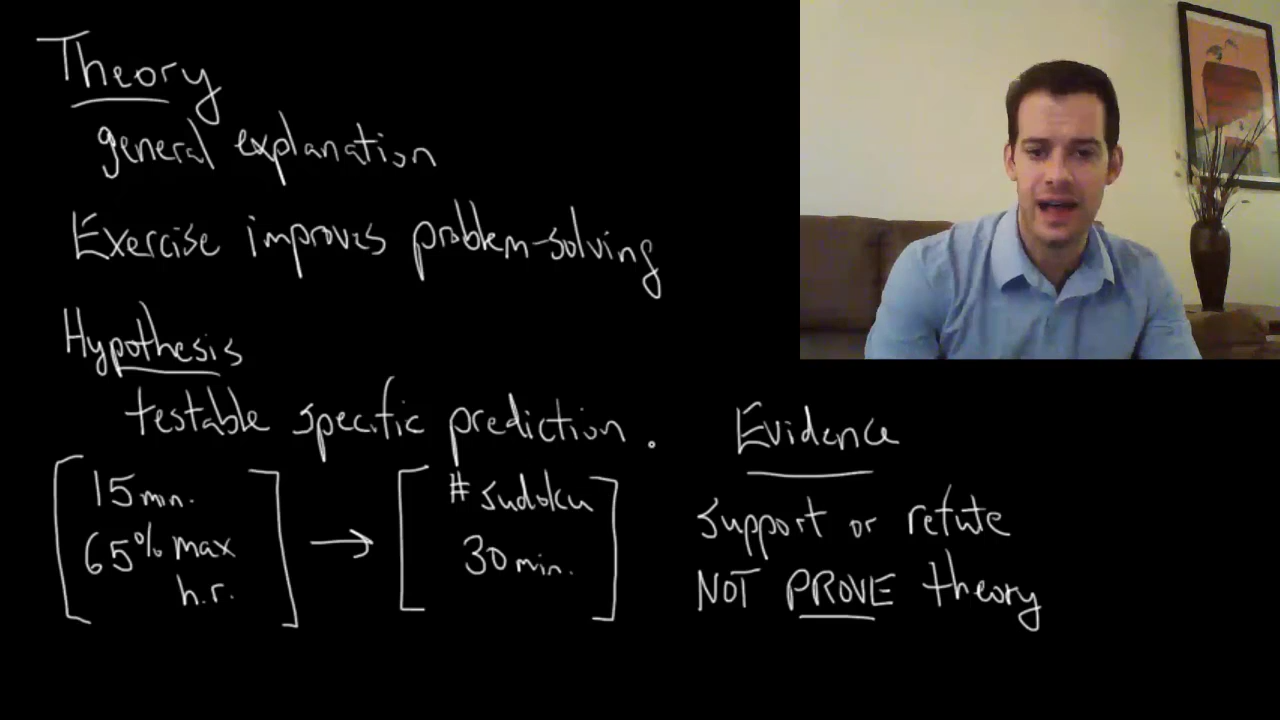 Theory
general explanation
Exercise improves problem-solving
Hypothesis
testable specific prediction.
15 min.
65% max
h.r.
→
# sudoku
30 min.
Evidence
support or refute
NOT PROVE theory